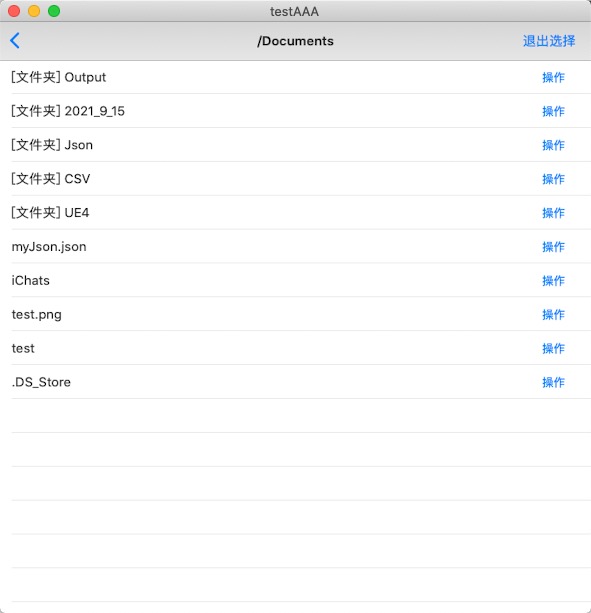 testAAA
/Documents 退出选择
[文件夹] Output 操作
[文件夹] 2021_9_15 操作
[文件夹] Json 操作
[文件夹] CSV 操作
[文件夹] UE4 操作
myJson.json 操作
iChats 操作
test.png 操作
test 操作
.DS_Store 操作